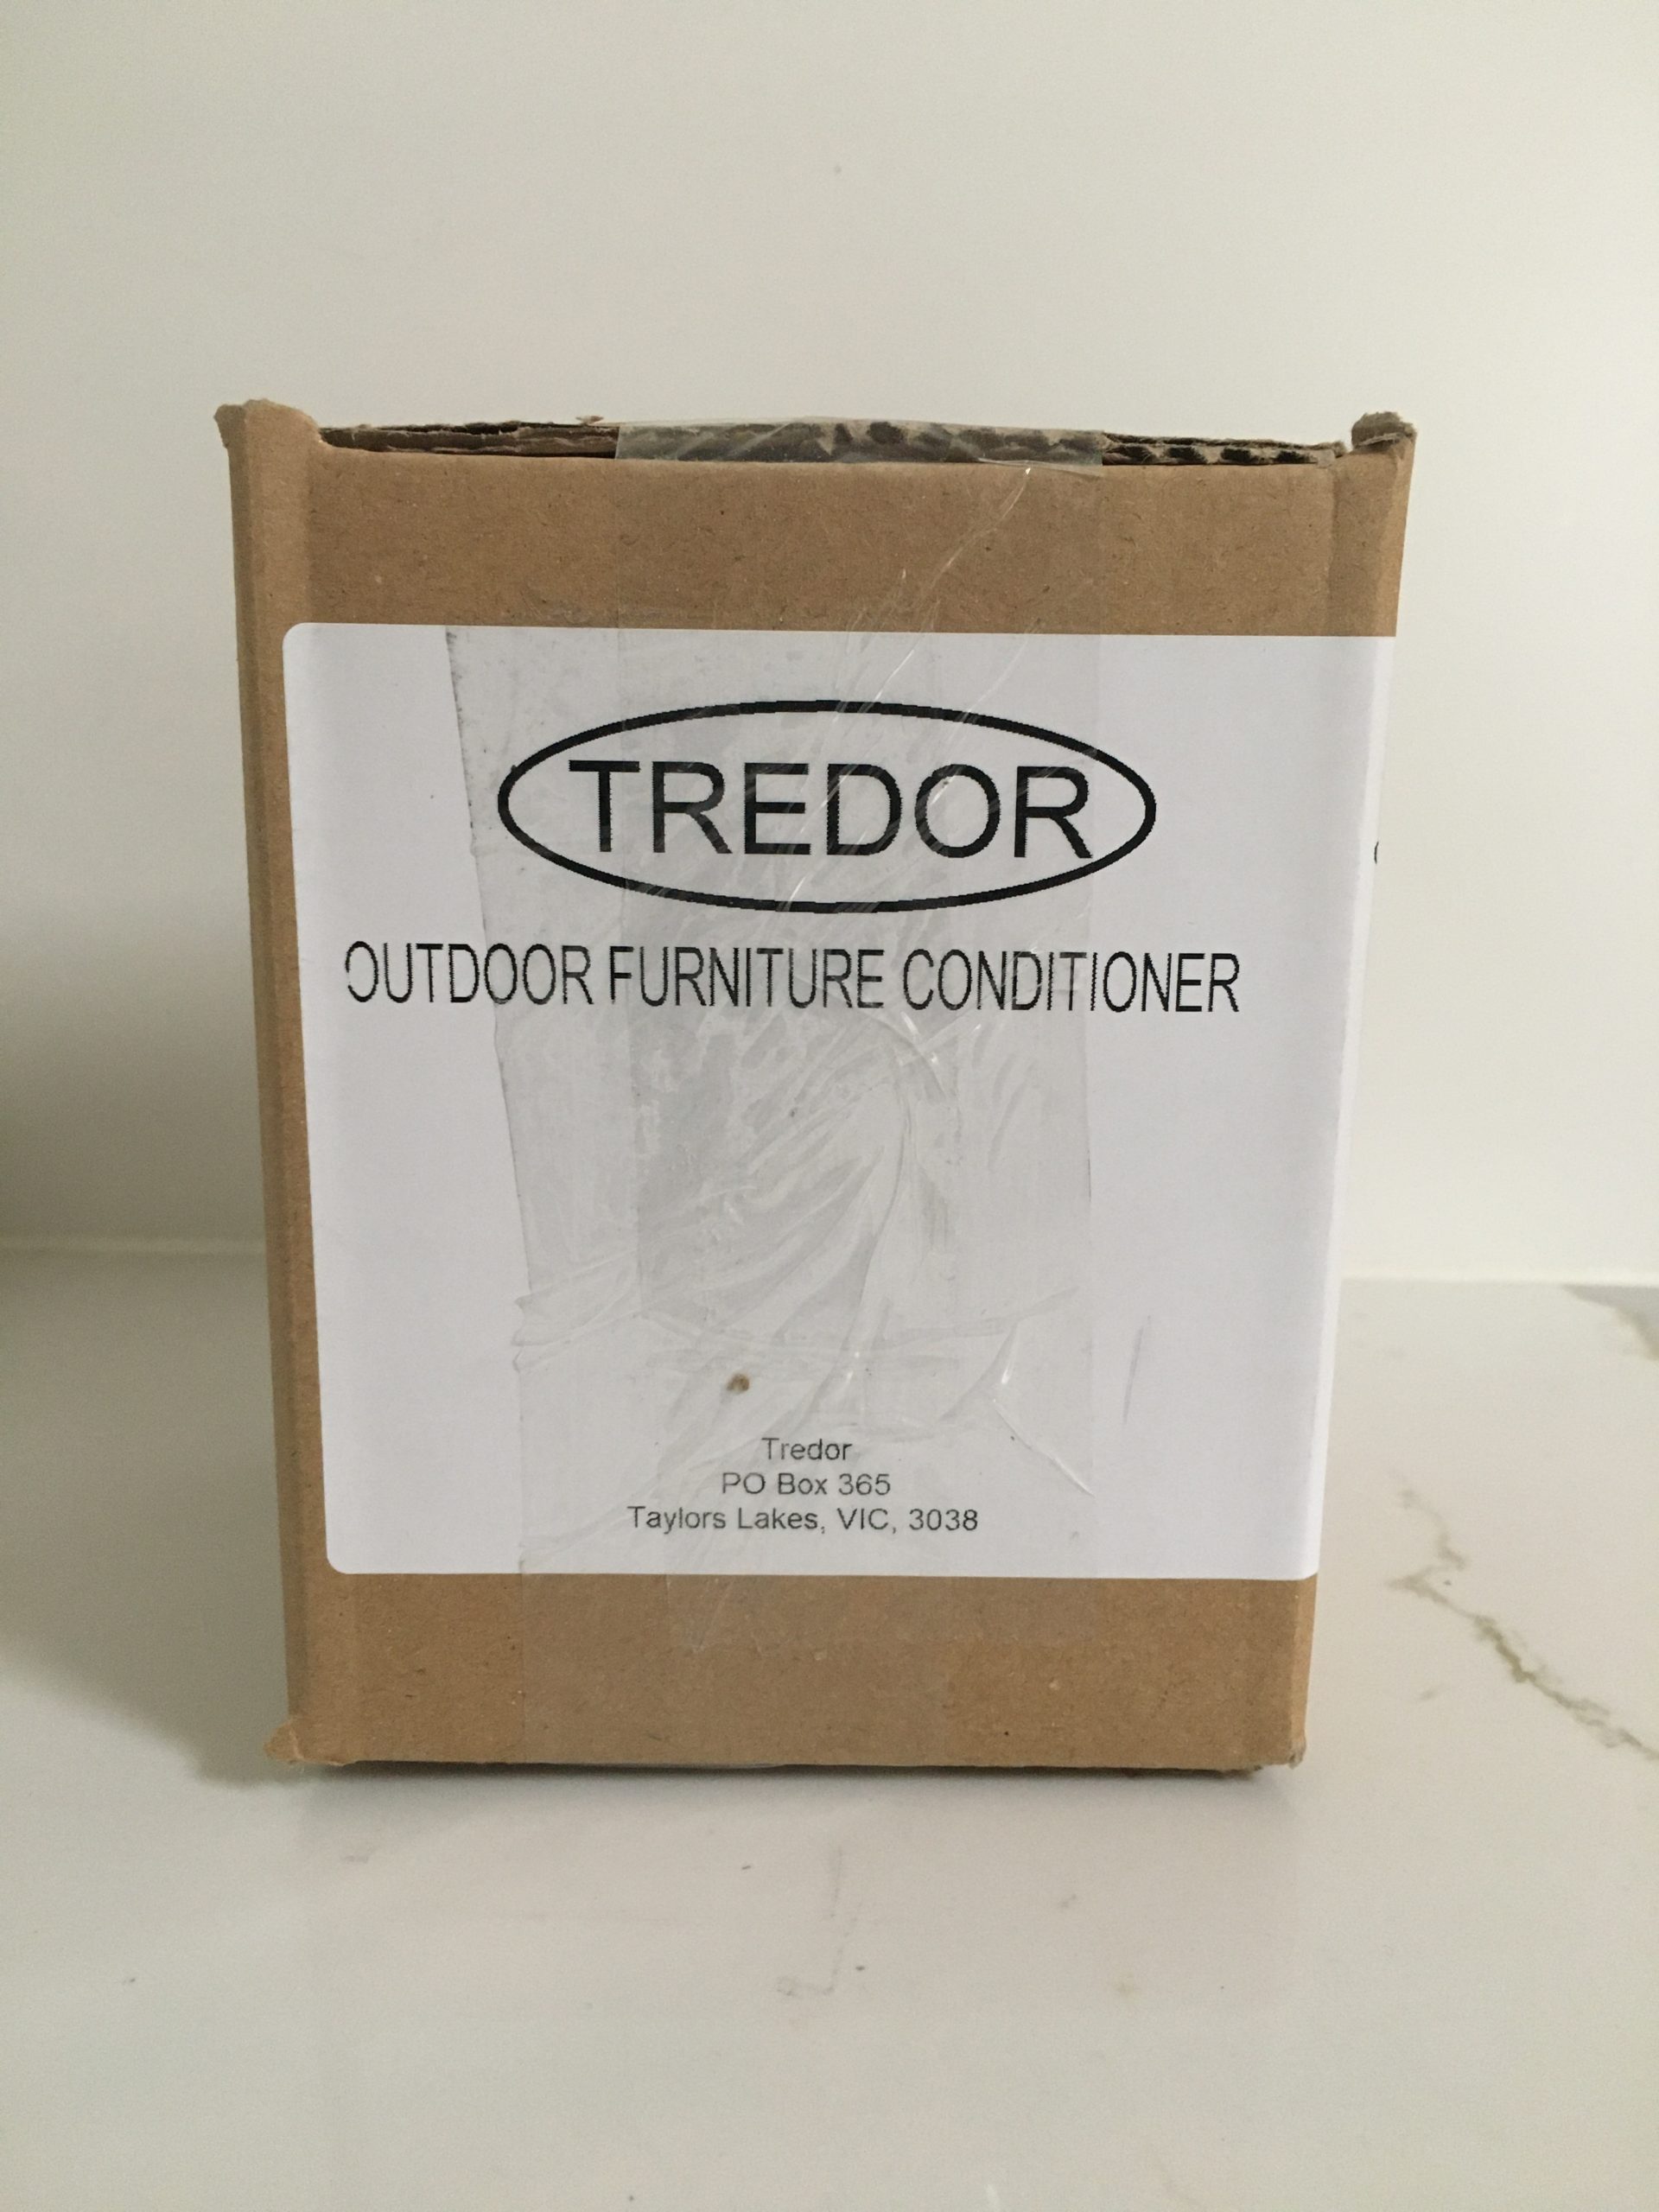 TREDOR
OUTDOOR FURNITURE CONDITIONER
Tredor
PO Box 365
Taylors Lakes, VIC, 3038